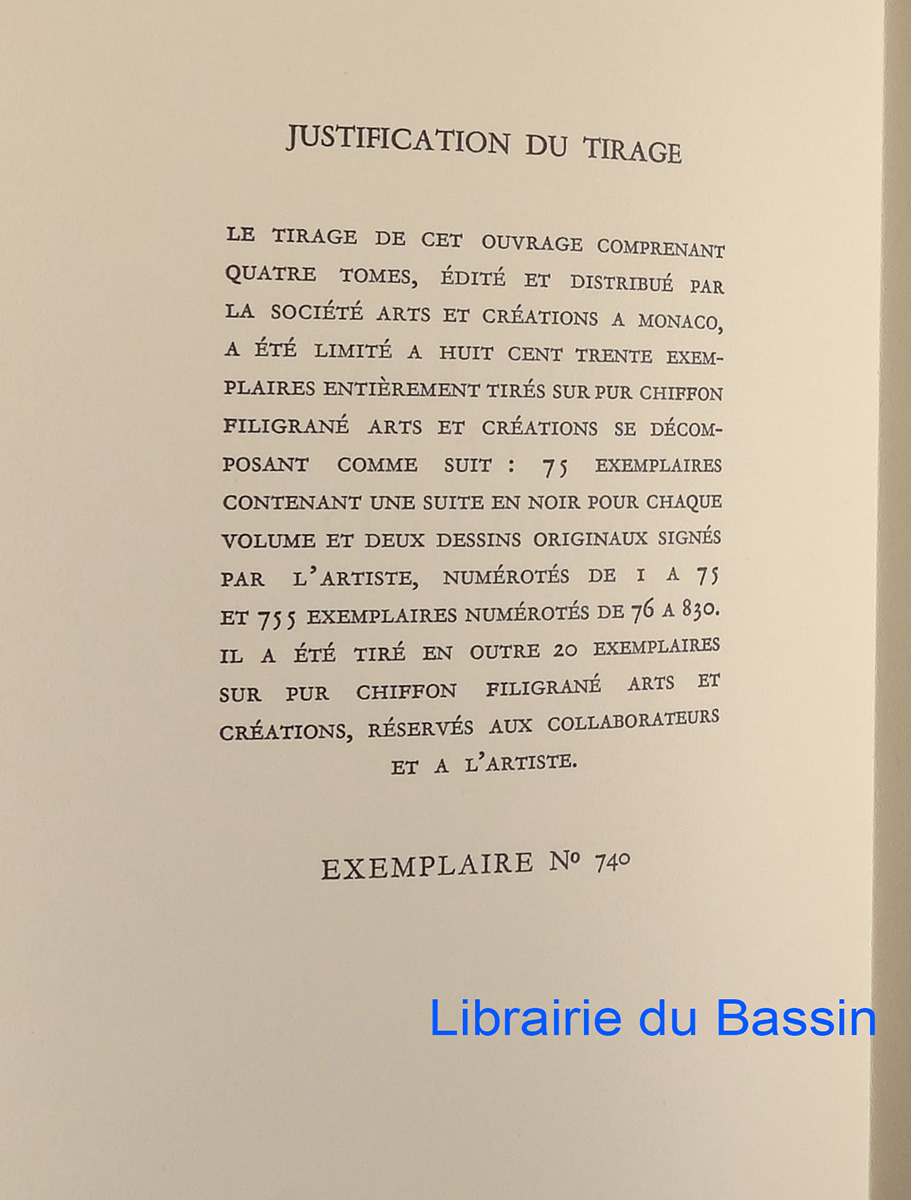 JUSTIFICATION DU TIRAGE
LE TIRAGE DE CET OUVRAGE COMPRENANT
QUATRE TOMES, ÉDITÉ ET DISTRIBUÉ PAR
LA SOCIÉTÉ ARTS ET CRÉATIONS A MONACO,
A ÉTÉ LIMITÉ A HUIT CENT TRENTE EXEM-
PLAIRES ENTIÈREMENT TIRÉS SUR PUR CHIFFON
FILIGRANÉ ARTS ET CRÉATIONS SE DÉCOM-
POSANT COMME SUIT : 75 EXEMPLAIRES
CONTENANT UNE SUITE EN NOIR POUR CHAQUE
VOLUME ET DEUX DESSINS ORIGINAUX SIGNÉS
PAR L'ARTISTE, NUMÉROTÉS DE 1 A 75
ET 755 EXEMPLAIRES NUMÉROTÉS DE 76 A 830.
IL A ÉTÉ TIRÉ EN OUTRE 20 EXEMPLAIRES
SUR PUR CHIFFON FILIGRANÉ ARTS ET
CRÉATIONS, RÉSERVÉS AUX COLLABORATEURS
ET A L'ARTISTE.
EXEMPLAIRE Nº 740
Librairie du Bassin